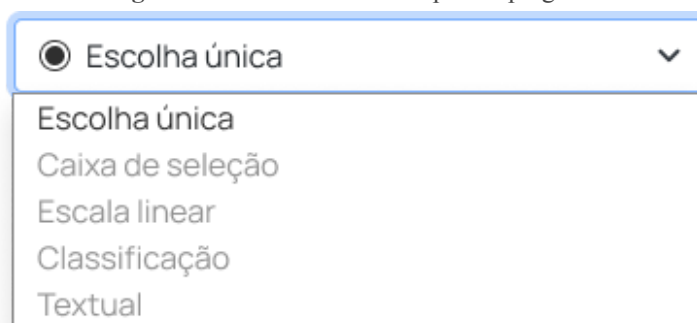 Escolha única
Escolha única
Caixa de seleção
Escala linear
Classificação
Textual